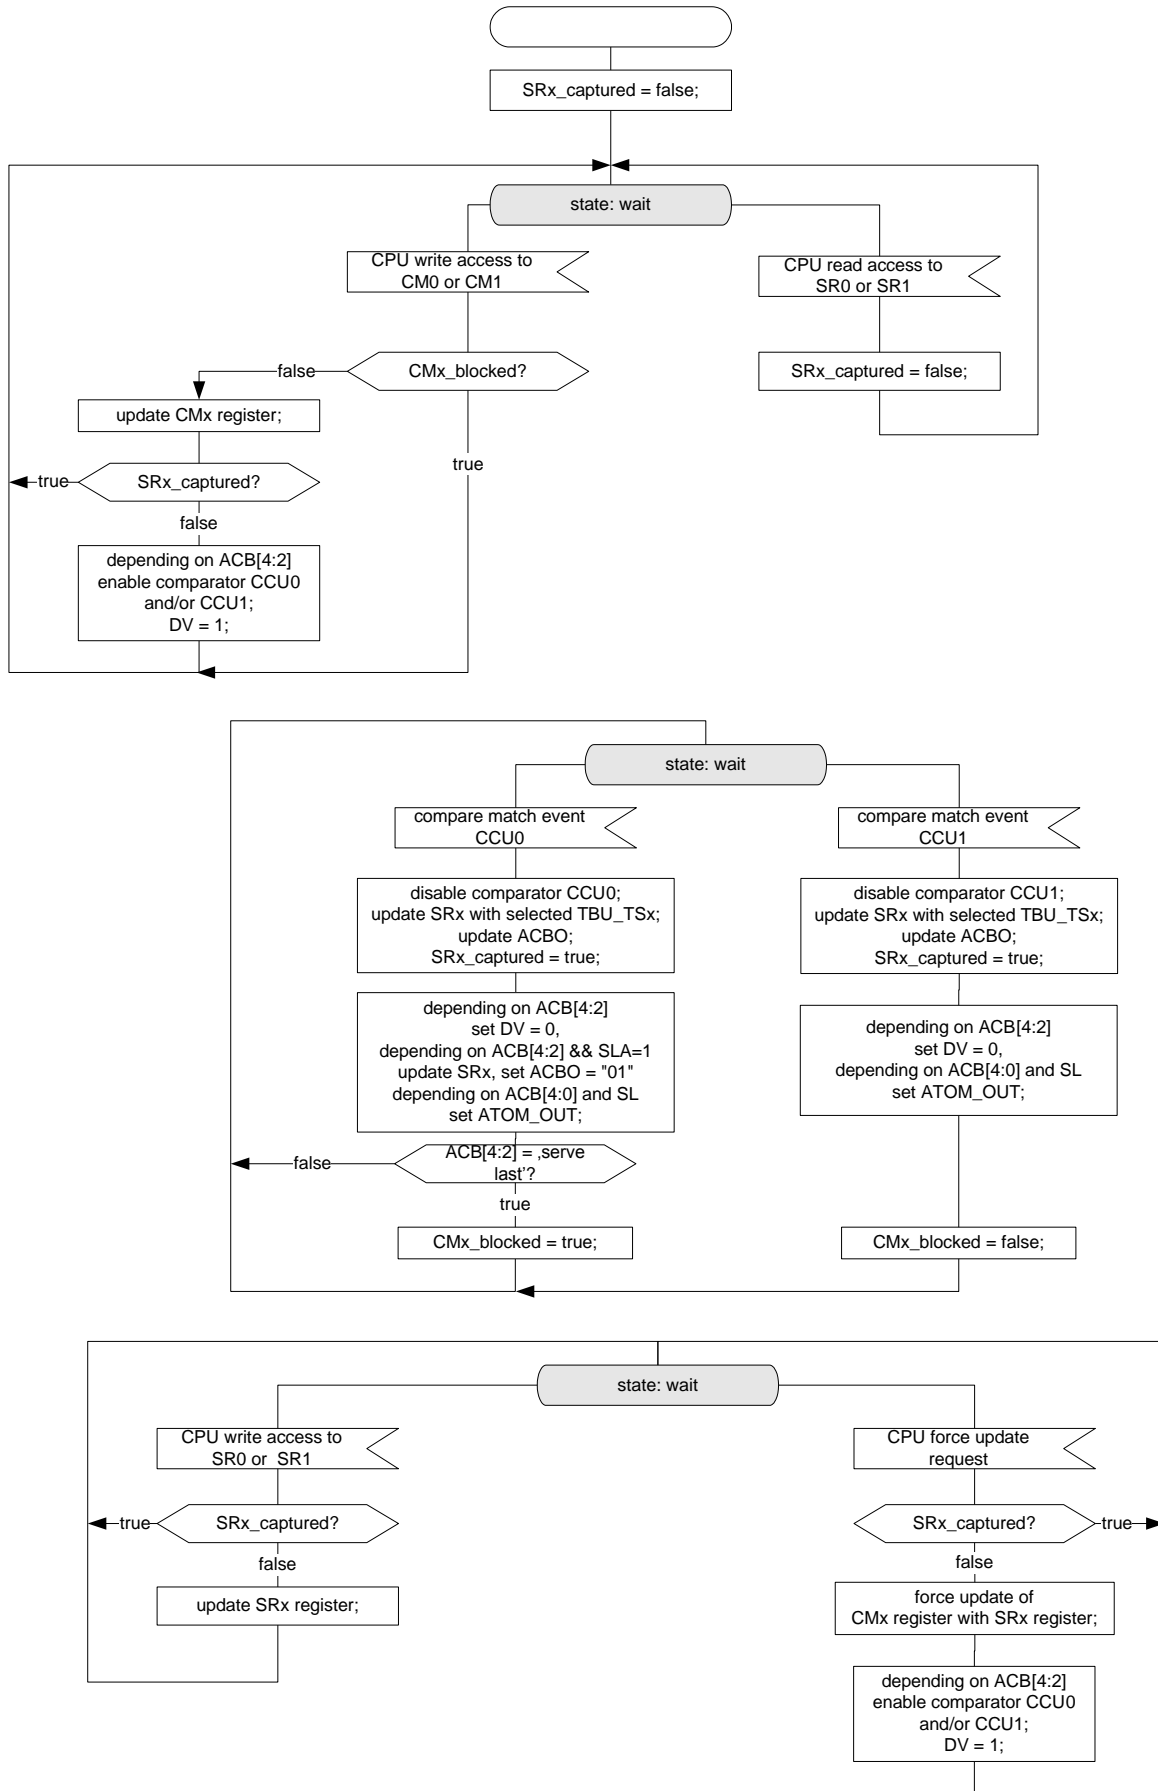 SRx_captured = false;
state: wait
CPU write access to
CM0 or CM1
CPU read access to
SR0 or SR1
false
CMx_blocked?
SRx_captured = false;
update CMx register;
true
true
SRx_captured?
false
depending on ACB[4:2]
enable comparator CCU0
and/or CCU1;
DV = 1;
state: wait
compare match event
CCU0
compare match event
CCU1
disable comparator CCU0;
update SRx with selected TBU_TSx;
update ACBO;
SRx_captured = true;
disable comparator CCU1;
update SRx with selected TBU_TSx;
update ACBO;
SRx_captured = true;
depending on ACB[4:2]
set DV = 0,
depending on ACB[4:2] && SLA=1
update SRx, set ACBO = "01"
depending on ACB[4:0] and SL
set ATOM_OUT;
depending on ACB[4:2]
set DV = 0,
depending on ACB[4:0] and SL
set ATOM_OUT;
false
ACB[4:2] = ‚serve
last’?
true
CMx_blocked = true;
CMx_blocked = false;
state: wait
CPU write access to
SR0 or  SR1
CPU force update
request
true
SRx_captured?
SRx_captured?
true
false
false
update SRx register;
force update of
CMx register with SRx register;
depending on ACB[4:2]
enable comparator CCU0
and/or CCU1;
DV = 1;